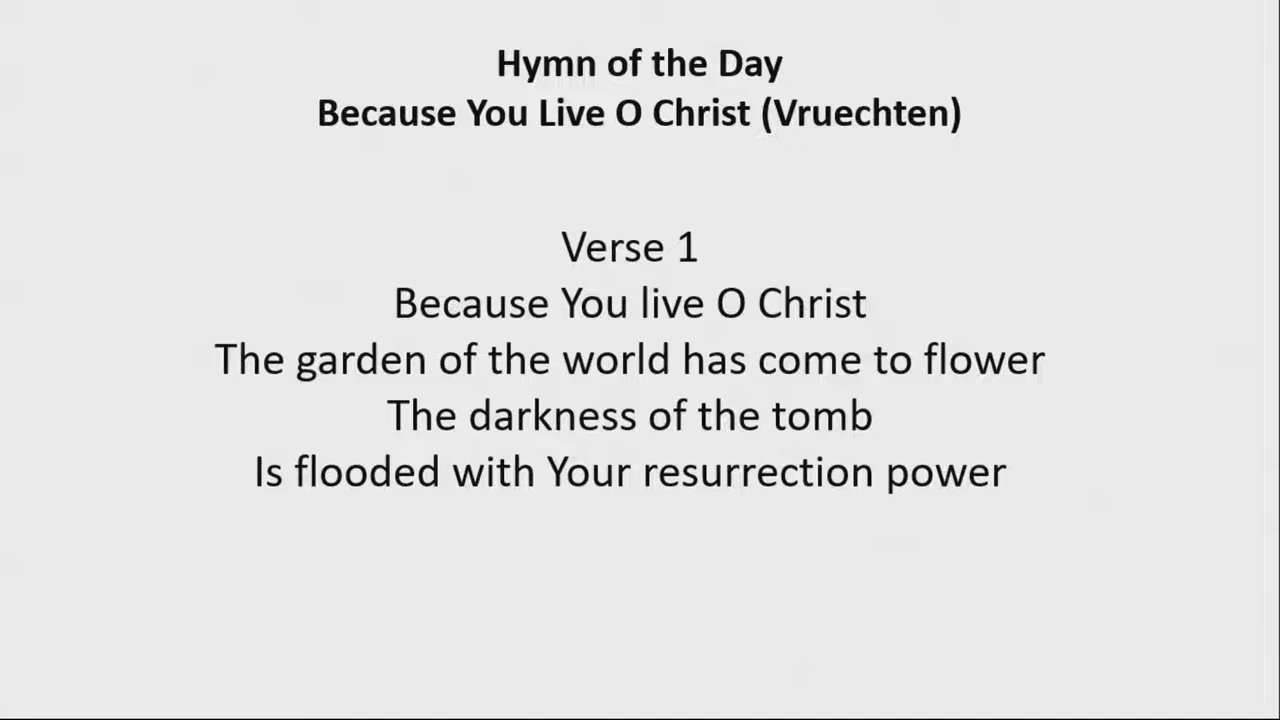 Hymn of the Day
Because You Live O Christ (Vruechten)
Verse 1
Because You live O Christ
The garden of the world has come to flower
The darkness of the tomb
Is flooded with Your resurrection power